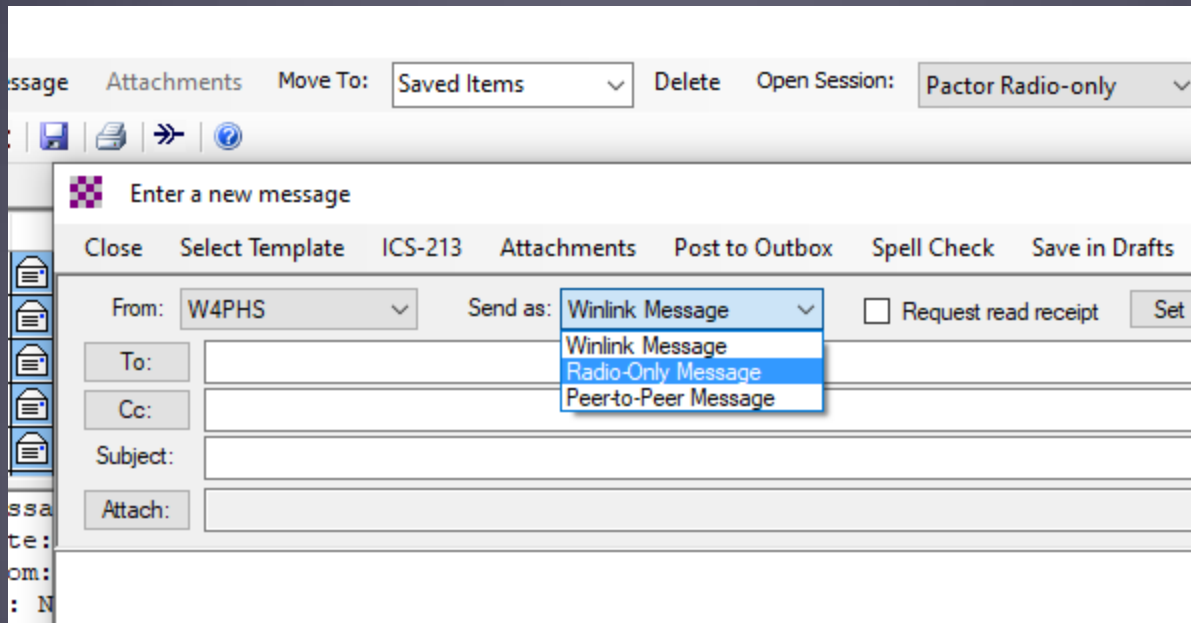 Attachments Move To: Saved Items Delete Open Session: Pactor Radio-only
Enter a new message
Close Select Template ICS-213 Attachments Post to Outbox Spell Check Save in Drafts
From: W4PHS Send as: Winlink Message Request read receipt Set
Winlink Message
To:
Radio-Only Message
Peer-to-Peer Message
Cc:
Subject:
Attach: